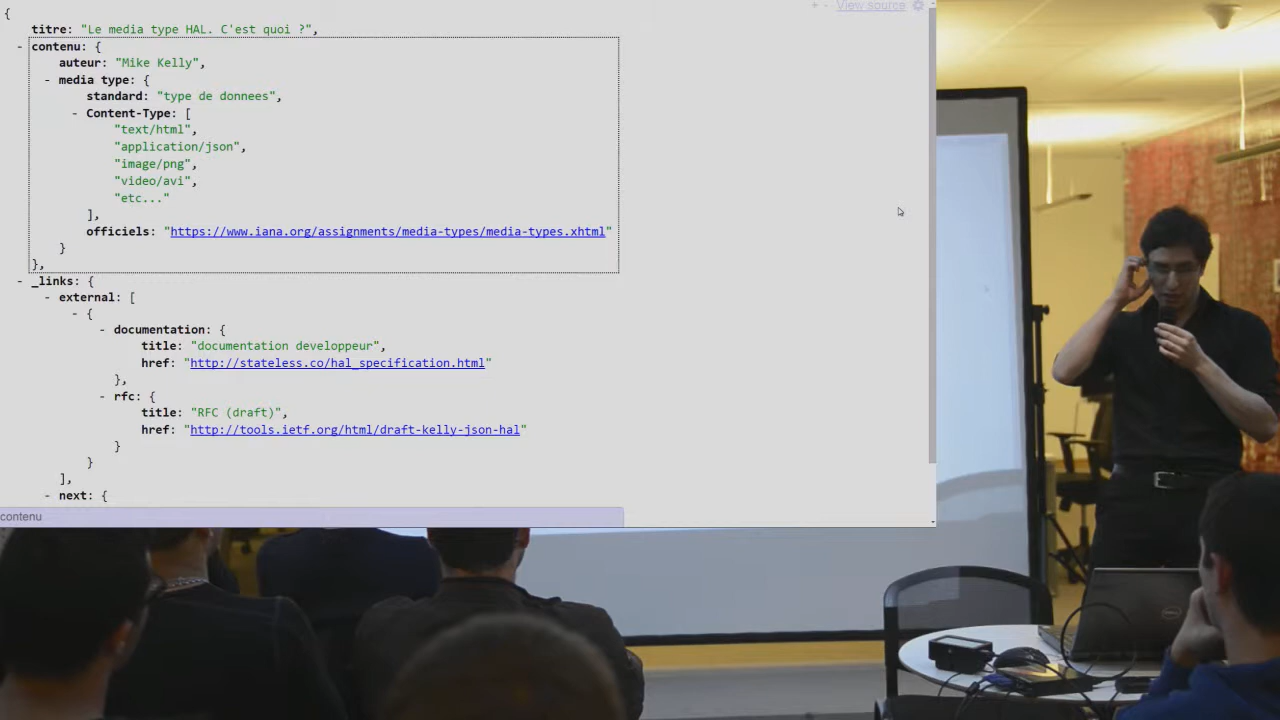 + - View source
{
titre: "Le media type HAL. C'est quoi ?",
- contenu: {
auteur: "Mike Kelly",
- media type: {
standard: "type de donnees",
- Content-Type: [
"text/html",
"application/json",
"image/png",
"video/avi",
"etc..."
],
officiels: "https://www.iana.org/assignments/media-types/media-types.xhtml"
}
},
- _links: {
- external: [
- {
- documentation: {
title: "documentation developpeur",
href: "http://stateless.co/hal_specification.html"
},
- rfc: {
title: "RFC (draft)",
href: "http://tools.ietf.org/html/draft-kelly-json-hal"
}
}
],
- next: {
contenu